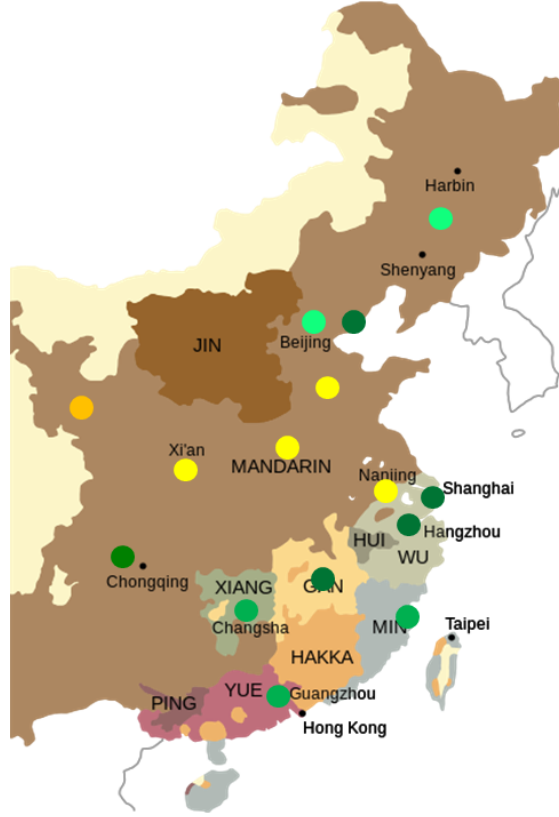 Harbin
Shenyang
Beijing
JIN
Xi'an
MANDARIN
Nanjing
Shanghai
Hangzhou
HUI
WU
Chongqing
XIANG
GAN
Changsha
MIN
Taipei
HAKKA
YUE
Guangzhou
PING
Hong Kong